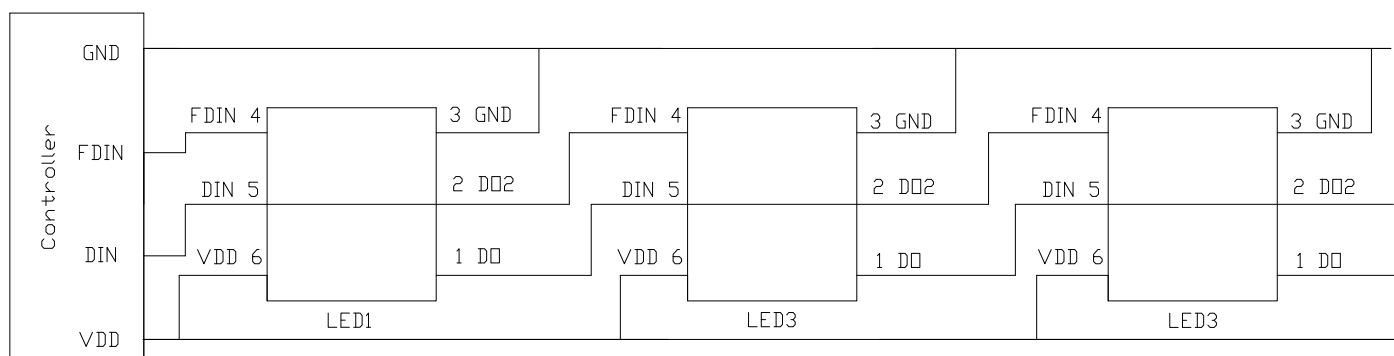 Controller
GND
FDIN
DIN
VDD
FDIN 4
DIN 5
VDD 6
3 GND
2 DO2
1 DO
LED1
FDIN 4
DIN 5
VDD 6
3 GND
2 DO2
1 DO
LED3
FDIN 4
DIN 5
VDD 6
3 GND
2 DO2
1 DO
LED3